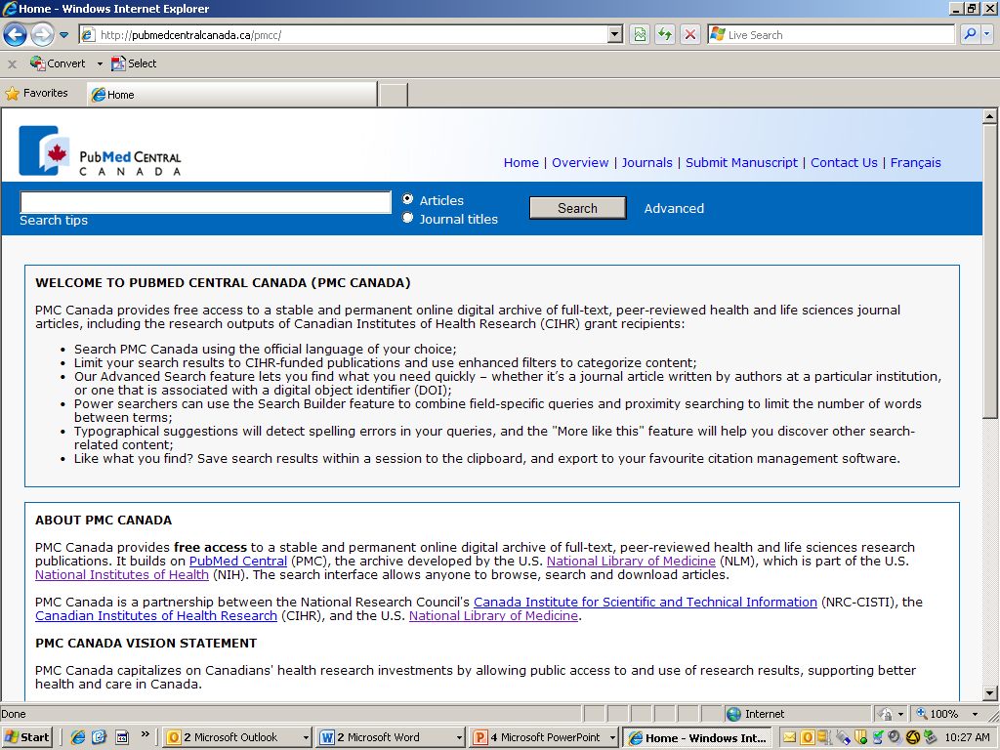 Home - Windows Internet Explorer
http://pubmedcentralcanada.ca/pmcc/
Live Search
Convert
Select
Favorites
Home
PubMed Central
CANADA
Home | Overview | Journals | Submit Manuscript | Contact Us | Français
Articles
Journal titles
Search
Advanced
Search tips
WELCOME TO PUBMED CENTRAL CANADA (PMC CANADA)
PMC Canada provides free access to a stable and permanent online digital archive of full-text, peer-reviewed health and life sciences journal
articles, including the research outputs of Canadian Institutes of Health Research (CIHR) grant recipients:
• Search PMC Canada using the official language of your choice;
• Limit your search results to CIHR-funded publications and use enhanced filters to categorize content;
• Our Advanced Search feature lets you find what you need quickly – whether it's a journal article written by authors at a particular institution,
or one that is associated with a digital object identifier (DOI);
• Power searchers can use the Search Builder feature to combine field-specific queries and proximity searching to limit the number of words
between terms;
• Typographical suggestions will detect spelling errors in your queries, and the "More like this" feature will help you discover other search-
related content;
• Like what you find? Save search results within a session to the clipboard, and export to your favourite citation management software.
ABOUT PMC CANADA
PMC Canada provides free access to a stable and permanent online digital archive of full-text, peer-reviewed health and life sciences research
publications. It builds on PubMed Central (PMC), the archive developed by the U.S. National Library of Medicine (NLM), which is part of the U.S.
National Institutes of Health (NIH). The search interface allows anyone to browse, search and download articles.
PMC Canada is a partnership between the National Research Council's Canada Institute for Scientific and Technical Information (NRC-CISTI), the
Canadian Institutes of Health Research (CIHR), and the U.S. National Library of Medicine.
PMC CANADA VISION STATEMENT
PMC Canada capitalizes on Canadians' health research investments by allowing public access to and use of research results, supporting better
health and care in Canada.
Done
Internet
100%
Start
2 Microsoft Outlook
2 Microsoft Word
4 Microsoft PowerPoint
Home - Windows Int...
10:27 AM